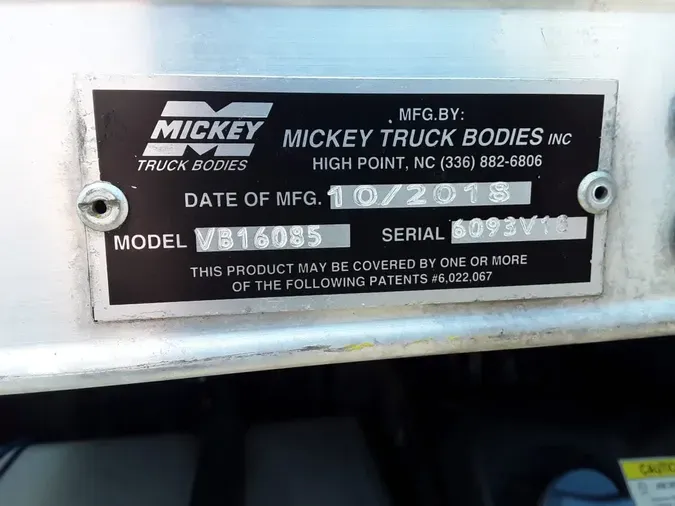 MICKEY
TRUCK BODIES
MFG.BY:
MICKEY TRUCK BODIES INC
HIGH POINT, NC (336) 882-6806
DATE OF MFG. 10/2018
MODEL VB16085
SERIAL 6093V18
THIS PRODUCT MAY BE COVERED BY ONE OR MORE
OF THE FOLLOWING PATENTS #6,022,067
CAUTION